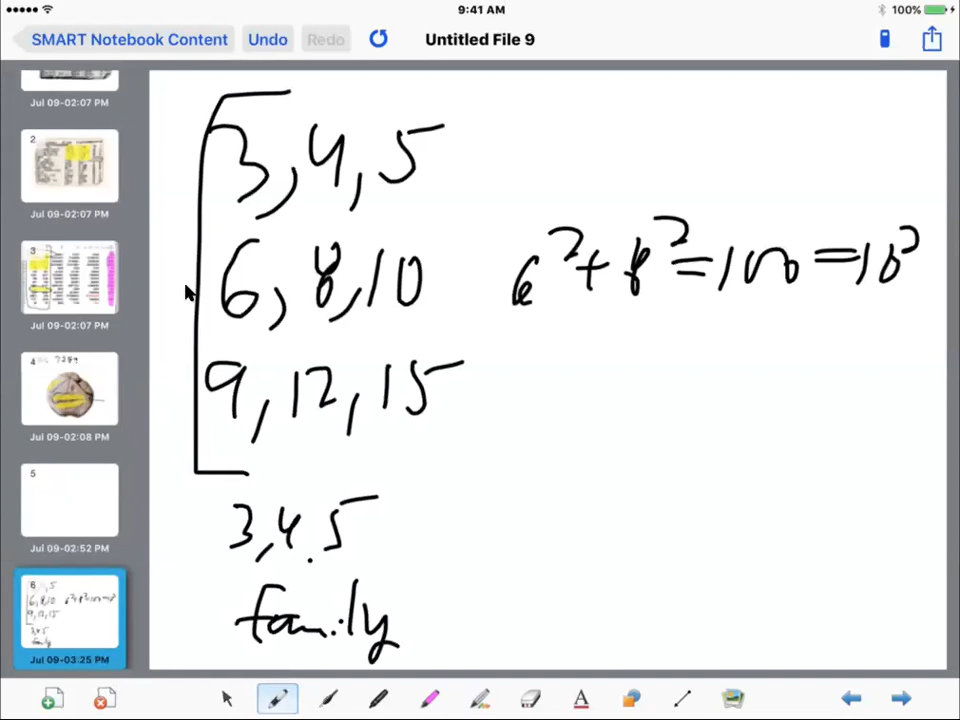 9:41 AM
100%
SMART Notebook Content
Undo
Redo
Untitled File 9
Jul 09-02:07 PM
2
Jul 09-02:07 PM
3
Jul 09-02:07 PM
4
7289
Jul 09-02:08 PM
5
Jul 09-02:52 PM
6
Jul 09-03:25 PM
3, 4, 5
6, 8, 10
6² + 8² = 100 = 10²
9, 12, 15
3, 4, 5
family
A